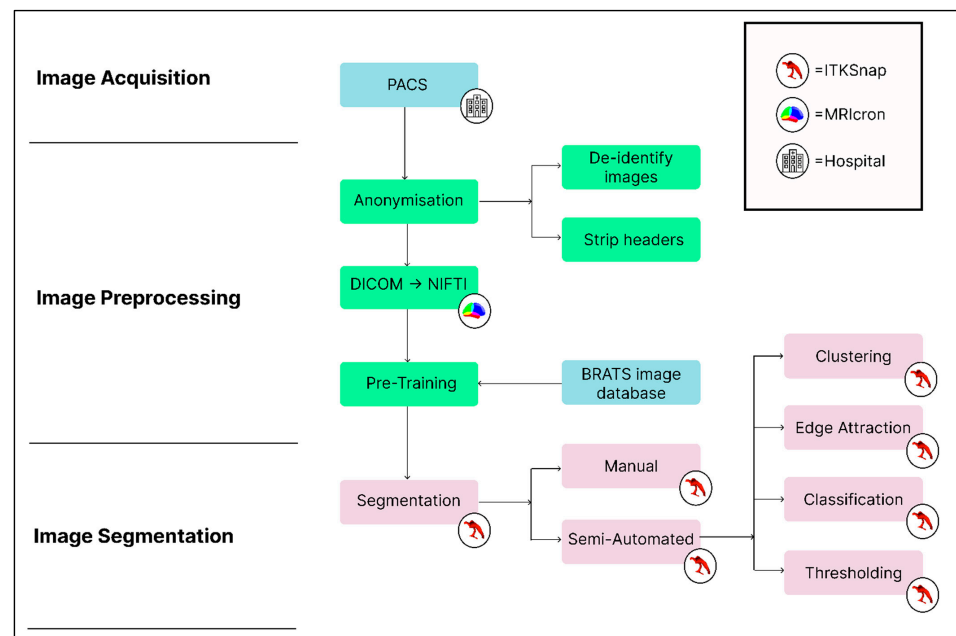 Image Acquisition
PACS
=ITKSnap
=MRIcron
=Hospital
Image Preprocessing
Anonymisation
De-identify
images
Strip headers
DICOM → NIFTI
Pre-Training
BRATS image
database
Image Segmentation
Segmentation
Manual
Semi-Automated
Clustering
Edge Attraction
Classification
Thresholding